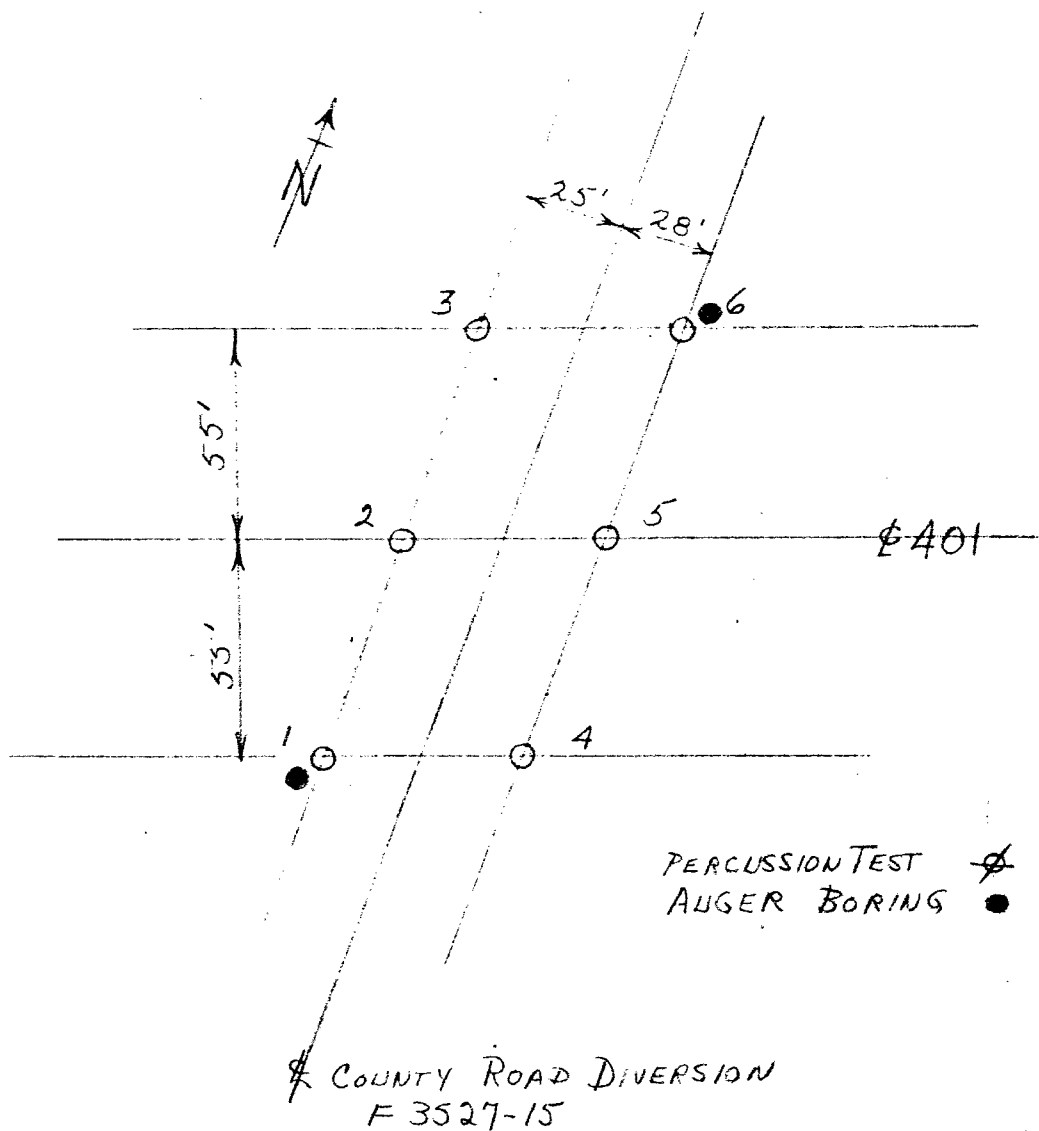 N
25'
28'
3
6
55'
2
5
℄ 401
55'
1
4
PERCUSSION TEST
AUGER BORING
℄ COUNTY ROAD DIVERSION
F 3527-15